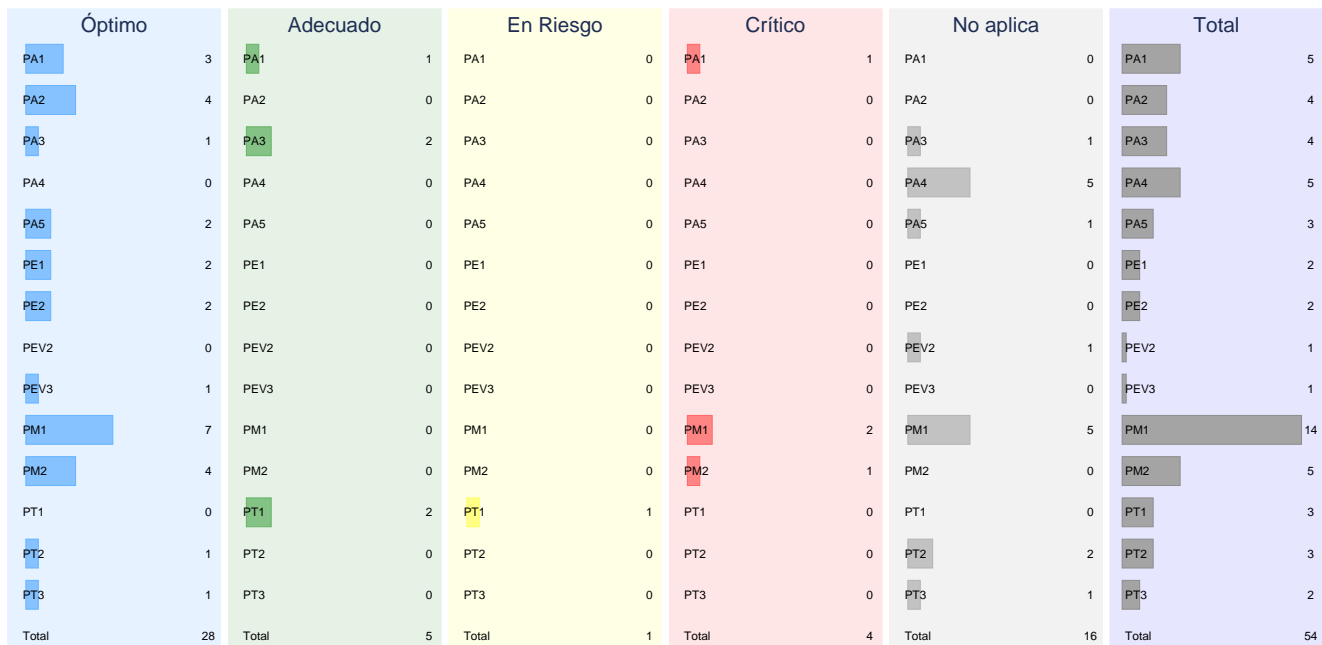 Óptimo Adecuado En Riesgo Crítico No aplica Total
PA1 3 PA1 1 PA1 0 PA1 1 PA1 0 PA1 5
PA2 4 PA2 0 PA2 0 PA2 0 PA2 0 PA2 4
PA3 1 PA3 2 PA3 0 PA3 0 PA3 1 PA3 4
PA4 0 PA4 0 PA4 0 PA4 0 PA4 5 PA4 5
PA5 2 PA5 0 PA5 0 PA5 0 PA5 1 PA5 3
PE1 2 PE1 0 PE1 0 PE1 0 PE1 0 PE1 2
PE2 2 PE2 0 PE2 0 PE2 0 PE2 0 PE2 2
PEV2 0 PEV2 0 PEV2 0 PEV2 0 PEV2 1 PEV2 1
PEV3 1 PEV3 0 PEV3 0 PEV3 0 PEV3 0 PEV3 1
PM1 7 PM1 0 PM1 0 PM1 2 PM1 5 PM1 14
PM2 4 PM2 0 PM2 0 PM2 1 PM2 0 PM2 5
PT1 0 PT1 2 PT1 1 PT1 0 PT1 0 PT1 3
PT2 1 PT2 0 PT2 0 PT2 0 PT2 2 PT2 3
PT3 1 PT3 0 PT3 0 PT3 0 PT3 1 PT3 2
Total 28 Total 5 Total 1 Total 4 Total 16 Total 54